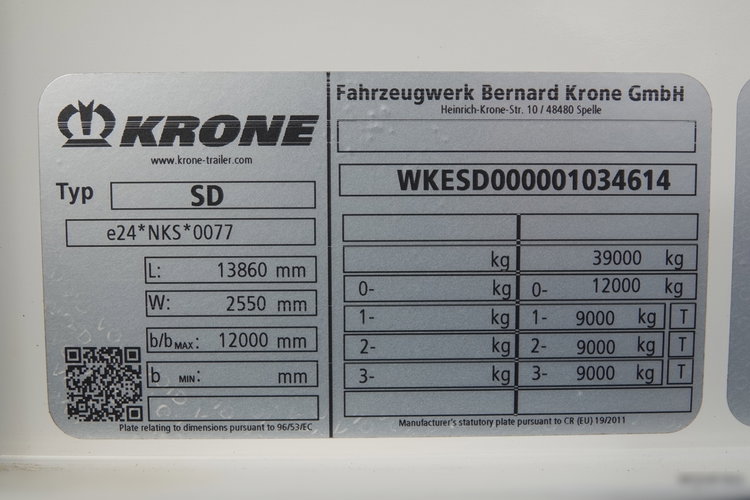 KRONE
www.krone-trailer.com
Typ SD
e24*NKS*0077
L: 13860 mm
W: 2550 mm
b/b MAX: 12000 mm
b MIN: mm
Plate relating to dimensions pursuant to 96/53/EC
Fahrzeugwerk Bernard Krone GmbH
Heinrich-Krone-Str. 10 / 48480 Spelle
WKESD000001034614
kg 39000 kg
0- 0- 12000 kg
1- kg 1- 9000 kg T
2- kg 2- 9000 kg T
3- kg 3- 9000 kg T
Manufacturer's statutory plate pursuant to CR (EU) 19/2011